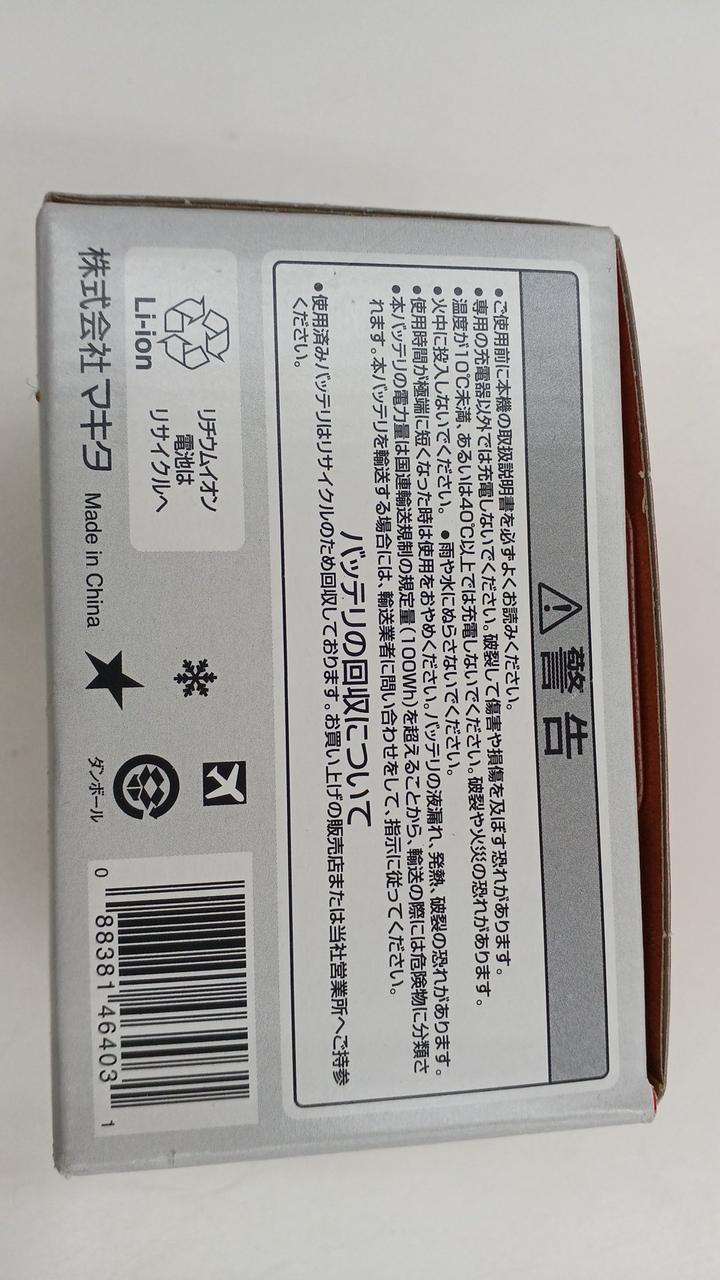 警告
●ご使用前に本機の取扱説明書を必ずよくお読みください。
●専用の充電器以外では充電しないでください。破裂して傷害や損傷を及ぼす恐れがあります。
●温度が10℃未満、あるいは40℃以上では充電しないでください。破裂や火災の恐れがあります。
●火中に投入しないでください。 ●雨や水にぬらさないでください。
●使用時間が極端に短くなった時は使用をおやめください。バッテリの液漏れ、発熱、破裂の恐れがあります。
●本バッテリの電力量は国連輸送規制の規定量(100Wh)を超えることから、輸送の際には危険物に分類さ
れます。本バッテリを輸送する場合には、輸送業者に問い合わせをして、指示に従ってください。
バッテリの回収について
●使用済みバッテリはリサイクルのため回収しております。お買い上げの販売店または当社営業所へご持参
ください。
Li-ion
リチウムイオン
電池は
リサイクルへ
株式会社マキタ Made in China
ダンボール
0 88381 46403 1